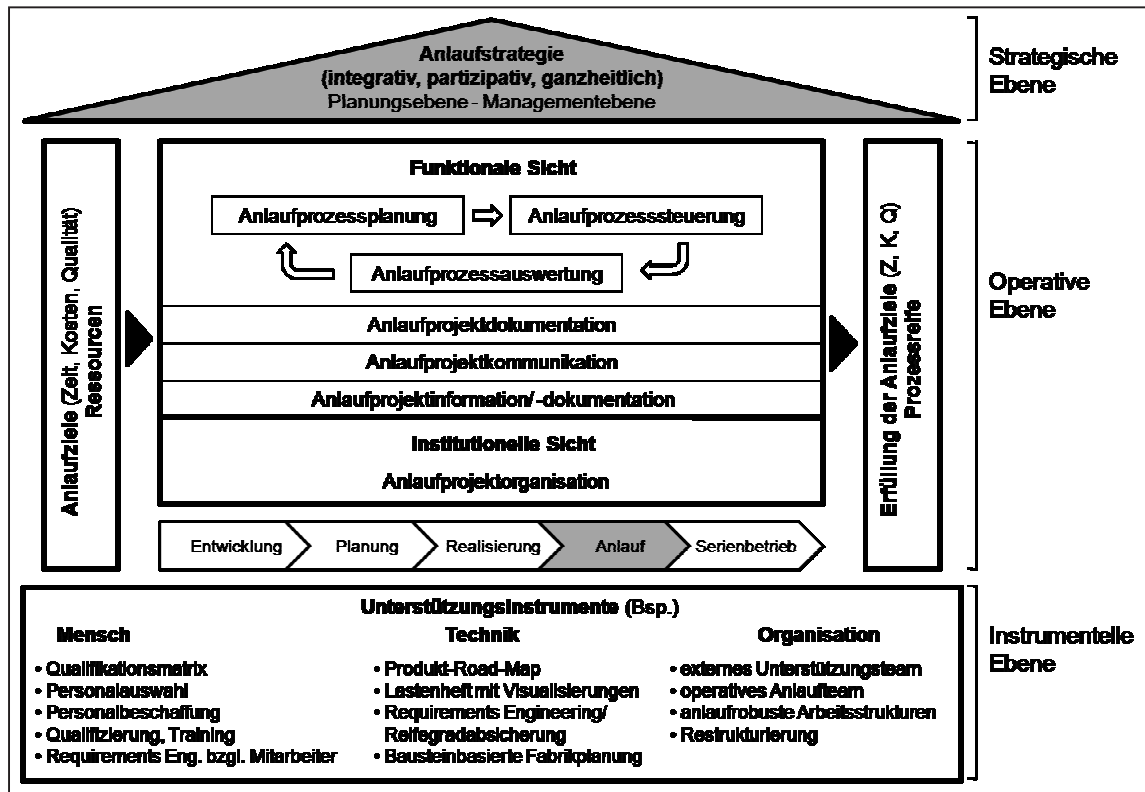 Anlaufstrategie
(integrativ, partizipativ, ganzheitlich)
Planungsebene - Managementebene
Strategische
Ebene
Anlaufziele (Zeit, Kosten, Qualität)
Ressourcen
Funktionale Sicht
Anlaufprozessplanung
Anlaufprozesssteuerung
Anlaufprozessauswertung
Anlaufprojektdokumentation
Anlaufprojektkommunikation
Anlaufprojektinformation/ -dokumentation
Institutionelle Sicht
Anlaufprojektorganisation
Entwicklung
Planung
Realisierung
Anlauf
Serienbetrieb
Erfüllung der Anlaufziele (Z, K, Q)
Prozessreife
Operative
Ebene
Unterstützungsinstrumente (Bsp.)
Mensch
• Qualifikationsmatrix
• Personalauswahl
• Personalbeschaffung
• Qualifizierung, Training
• Requirements Eng. bzgl. Mitarbeiter
Technik
• Produkt-Road-Map
• Lastenheft mit Visualisierungen
• Requirements Engineering/
Reifegradabsicherung
• Bausteinbasierte Fabrikplanung
Organisation
• externes Unterstützungsteam
• operatives Anlaufteam
• anlaufrobuste Arbeitsstrukturen
• Restrukturierung
Instrumentelle
Ebene